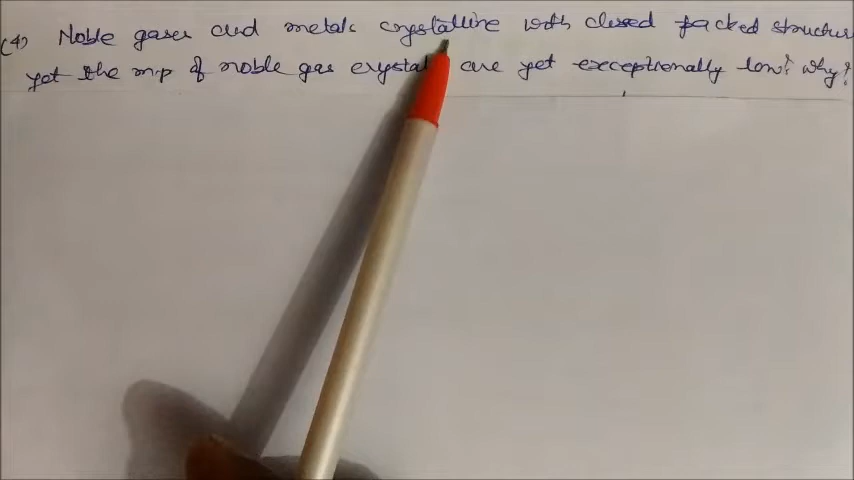 (4) Noble gases and metals crystalline with closed packed structure
yet the m.p of noble gas crystal are yet exceptionally low? why?